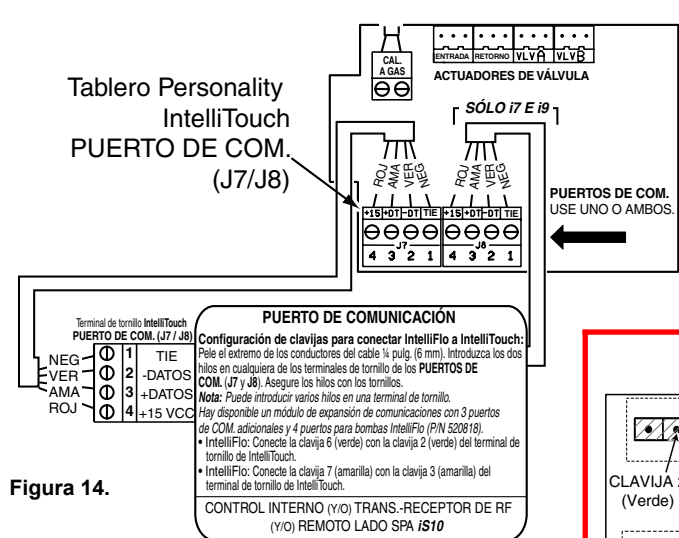 CAL.
A GAS
ENTRADA RETORNO VLVA VLVB
ACTUADORES DE VÁLVULA
SÓLO i7 E i9
Tablero Personality
IntelliTouch
PUERTO DE COM.
(J7/J8)
ROJ AMA VER NEG
ROJ AMA VER NEG
PUERTOS DE COM.
USE UNO O AMBOS.
+15 +DT -DT TIE
+15 +DT -DT TIE
J7
J8
4 3 2 1
4 3 2 1
Terminal de tornillo IntelliTouch
PUERTO DE COM. (J7 / J8)
NEG 1 TIE
VER 2 -DATOS
AMA 3 +DATOS
ROJ 4 +15 VCC
PUERTO DE COMUNICACIÓN
Configuración de clavijas para conectar IntelliFlo a IntelliTouch:
Pele el extremo de los conductores del cable ¼ pulg. (6 mm). Introduzca los dos
hilos en cualquiera de los terminales de tornillo de los PUERTOS DE
COM. (J7 y J8). Asegure los hilos con los tornillos.
Nota: Puede introducir varios hilos en una terminal de tornillo.
Hay disponible un módulo de expansión de comunicaciones con 3 puertos
de COM. adicionales y 4 puertos para bombas IntelliFlo (P/N 520818).
• IntelliFlo: Conecte la clavija 6 (verde) con la clavija 2 (verde) del terminal de
tornillo de IntelliTouch.
• IntelliFlo: Conecte la clavija 7 (amarilla) con la clavija 3 (amarilla) del
terminal de tornillo de IntelliTouch.
CONTROL INTERNO (Y/O) TRANS.-RECEPTOR DE RF
(Y/O) REMOTO LADO SPA iS10
Figura 14.
CLAVIJA 2
(Verde)